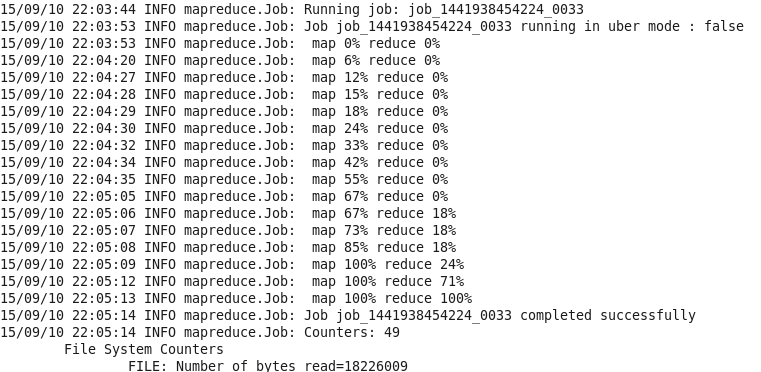 15/09/10 22:03:44 INFO mapreduce.Job: Running job: job_1441938454224_0033
15/09/10 22:03:53 INFO mapreduce.Job: Job job_1441938454224_0033 running in uber mode : false
15/09/10 22:03:53 INFO mapreduce.Job:  map 0% reduce 0%
15/09/10 22:04:20 INFO mapreduce.Job:  map 6% reduce 0%
15/09/10 22:04:27 INFO mapreduce.Job:  map 12% reduce 0%
15/09/10 22:04:28 INFO mapreduce.Job:  map 15% reduce 0%
15/09/10 22:04:29 INFO mapreduce.Job:  map 18% reduce 0%
15/09/10 22:04:30 INFO mapreduce.Job:  map 24% reduce 0%
15/09/10 22:04:32 INFO mapreduce.Job:  map 33% reduce 0%
15/09/10 22:04:34 INFO mapreduce.Job:  map 42% reduce 0%
15/09/10 22:04:35 INFO mapreduce.Job:  map 55% reduce 0%
15/09/10 22:05:05 INFO mapreduce.Job:  map 67% reduce 0%
15/09/10 22:05:06 INFO mapreduce.Job:  map 67% reduce 18%
15/09/10 22:05:07 INFO mapreduce.Job:  map 73% reduce 18%
15/09/10 22:05:08 INFO mapreduce.Job:  map 85% reduce 18%
15/09/10 22:05:09 INFO mapreduce.Job:  map 100% reduce 24%
15/09/10 22:05:12 INFO mapreduce.Job:  map 100% reduce 71%
15/09/10 22:05:13 INFO mapreduce.Job:  map 100% reduce 100%
15/09/10 22:05:14 INFO mapreduce.Job: Job job_1441938454224_0033 completed successfully
15/09/10 22:05:14 INFO mapreduce.Job: Counters: 49
File System Counters
FILE: Number of bytes read=18226009